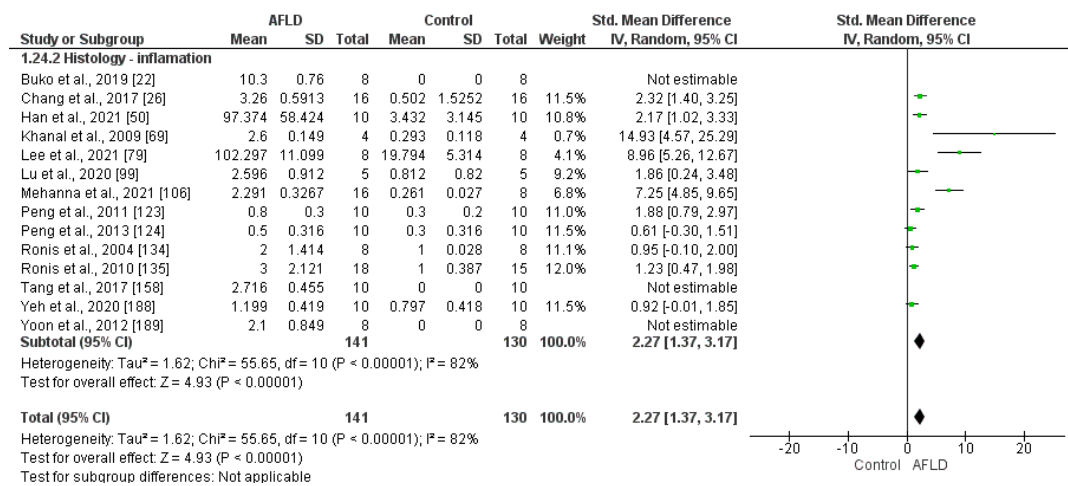 AFLD Control Std. Mean Difference Std. Mean Difference
Study or Subgroup Mean SD Total Mean SD Total Weight IV, Random, 95% CI IV, Random, 95% CI
1.24.2 Histology - inflamation
Buko et al., 2019 [22] 10.3 0.76 8 0 0 8 Not estimable
Chang et al., 2017 [26] 3.26 0.5913 16 0.502 1.5252 16 11.5% 2.32 [1.40, 3.25]
Han et al., 2021 [50] 97.374 58.424 10 3.432 3.145 10 10.8% 2.17 [1.02, 3.33]
Khanal et al., 2009 [69] 2.6 0.149 4 0.293 0.118 4 0.7% 14.93 [4.57, 25.29]
Lee et al., 2021 [79] 102.297 11.099 8 19.794 5.314 8 4.1% 8.96 [5.26, 12.67]
Lu et al., 2020 [99] 2.596 0.912 5 0.812 0.82 5 9.2% 1.86 [0.24, 3.48]
Mehanna et al., 2021 [106] 2.291 0.3267 16 0.261 0.027 8 6.8% 7.25 [4.85, 9.65]
Peng et al., 2011 [123] 0.8 0.3 10 0.3 0.2 10 11.0% 1.88 [0.79, 2.97]
Peng et al., 2013 [124] 0.5 0.316 10 0.3 0.316 10 11.5% 0.61 [-0.30, 1.51]
Ronis et al., 2004 [134] 2 1.414 8 1 0.028 8 11.1% 0.95 [-0.10, 2.00]
Ronis et al., 2010 [135] 3 2.121 18 1 0.387 15 12.0% 1.23 [0.47, 1.98]
Tang et al., 2017 [158] 2.716 0.455 10 0 0 10 Not estimable
Yeh et al., 2020 [188] 1.199 0.419 10 0.797 0.418 10 11.5% 0.92 [-0.01, 1.85]
Yoon et al., 2012 [189] 2.1 0.849 8 0 0 8 Not estimable
Subtotal (95% CI) 141 130 100.0% 2.27 [1.37, 3.17]
Heterogeneity: Tau² = 1.62; Chi² = 55.65, df = 10 (P < 0.00001); I² = 82%
Test for overall effect: Z = 4.93 (P < 0.00001)
Total (95% CI) 141 130 100.0% 2.27 [1.37, 3.17]
Heterogeneity: Tau² = 1.62; Chi² = 55.65, df = 10 (P < 0.00001); I² = 82%
Test for overall effect: Z = 4.93 (P < 0.00001)
Test for subgroup differences: Not applicable
-20 -10 0 10 20
Control AFLD